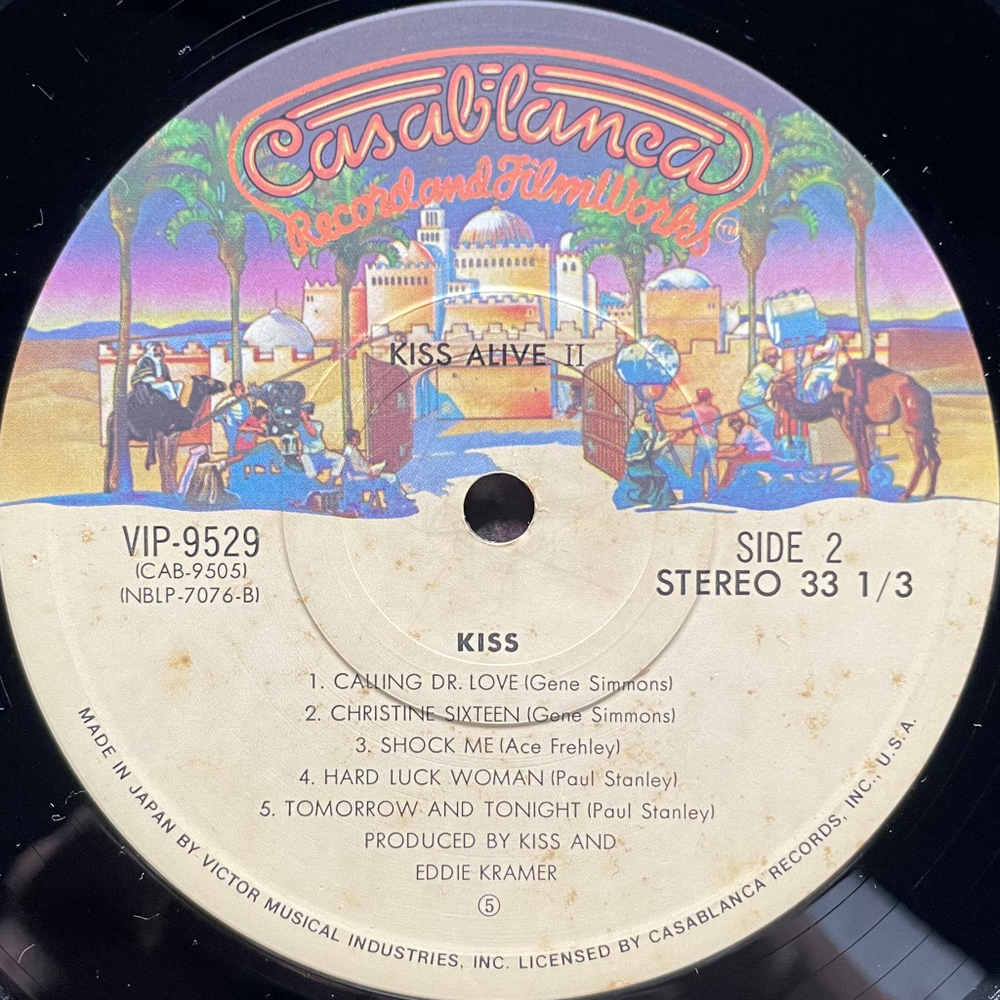 Casablanca
Record and FilmWorks
TM
KISS ALIVE II
VIP-9529
(CAB-9505)
(NBLP-7076-B)
SIDE 2
STEREO 33 1/3
KISS
1. CALLING DR. LOVE (Gene Simmons)
2. CHRISTINE SIXTEEN (Gene Simmons)
3. SHOCK ME (Ace Frehley)
4. HARD LUCK WOMAN (Paul Stanley)
5. TOMORROW AND TONIGHT (Paul Stanley)
PRODUCED BY KISS AND
EDDIE KRAMER
⑤
MADE IN JAPAN BY VICTOR MUSICAL INDUSTRIES, INC. LICENSED BY CASABLANCA RECORDS, INC., U.S.A.